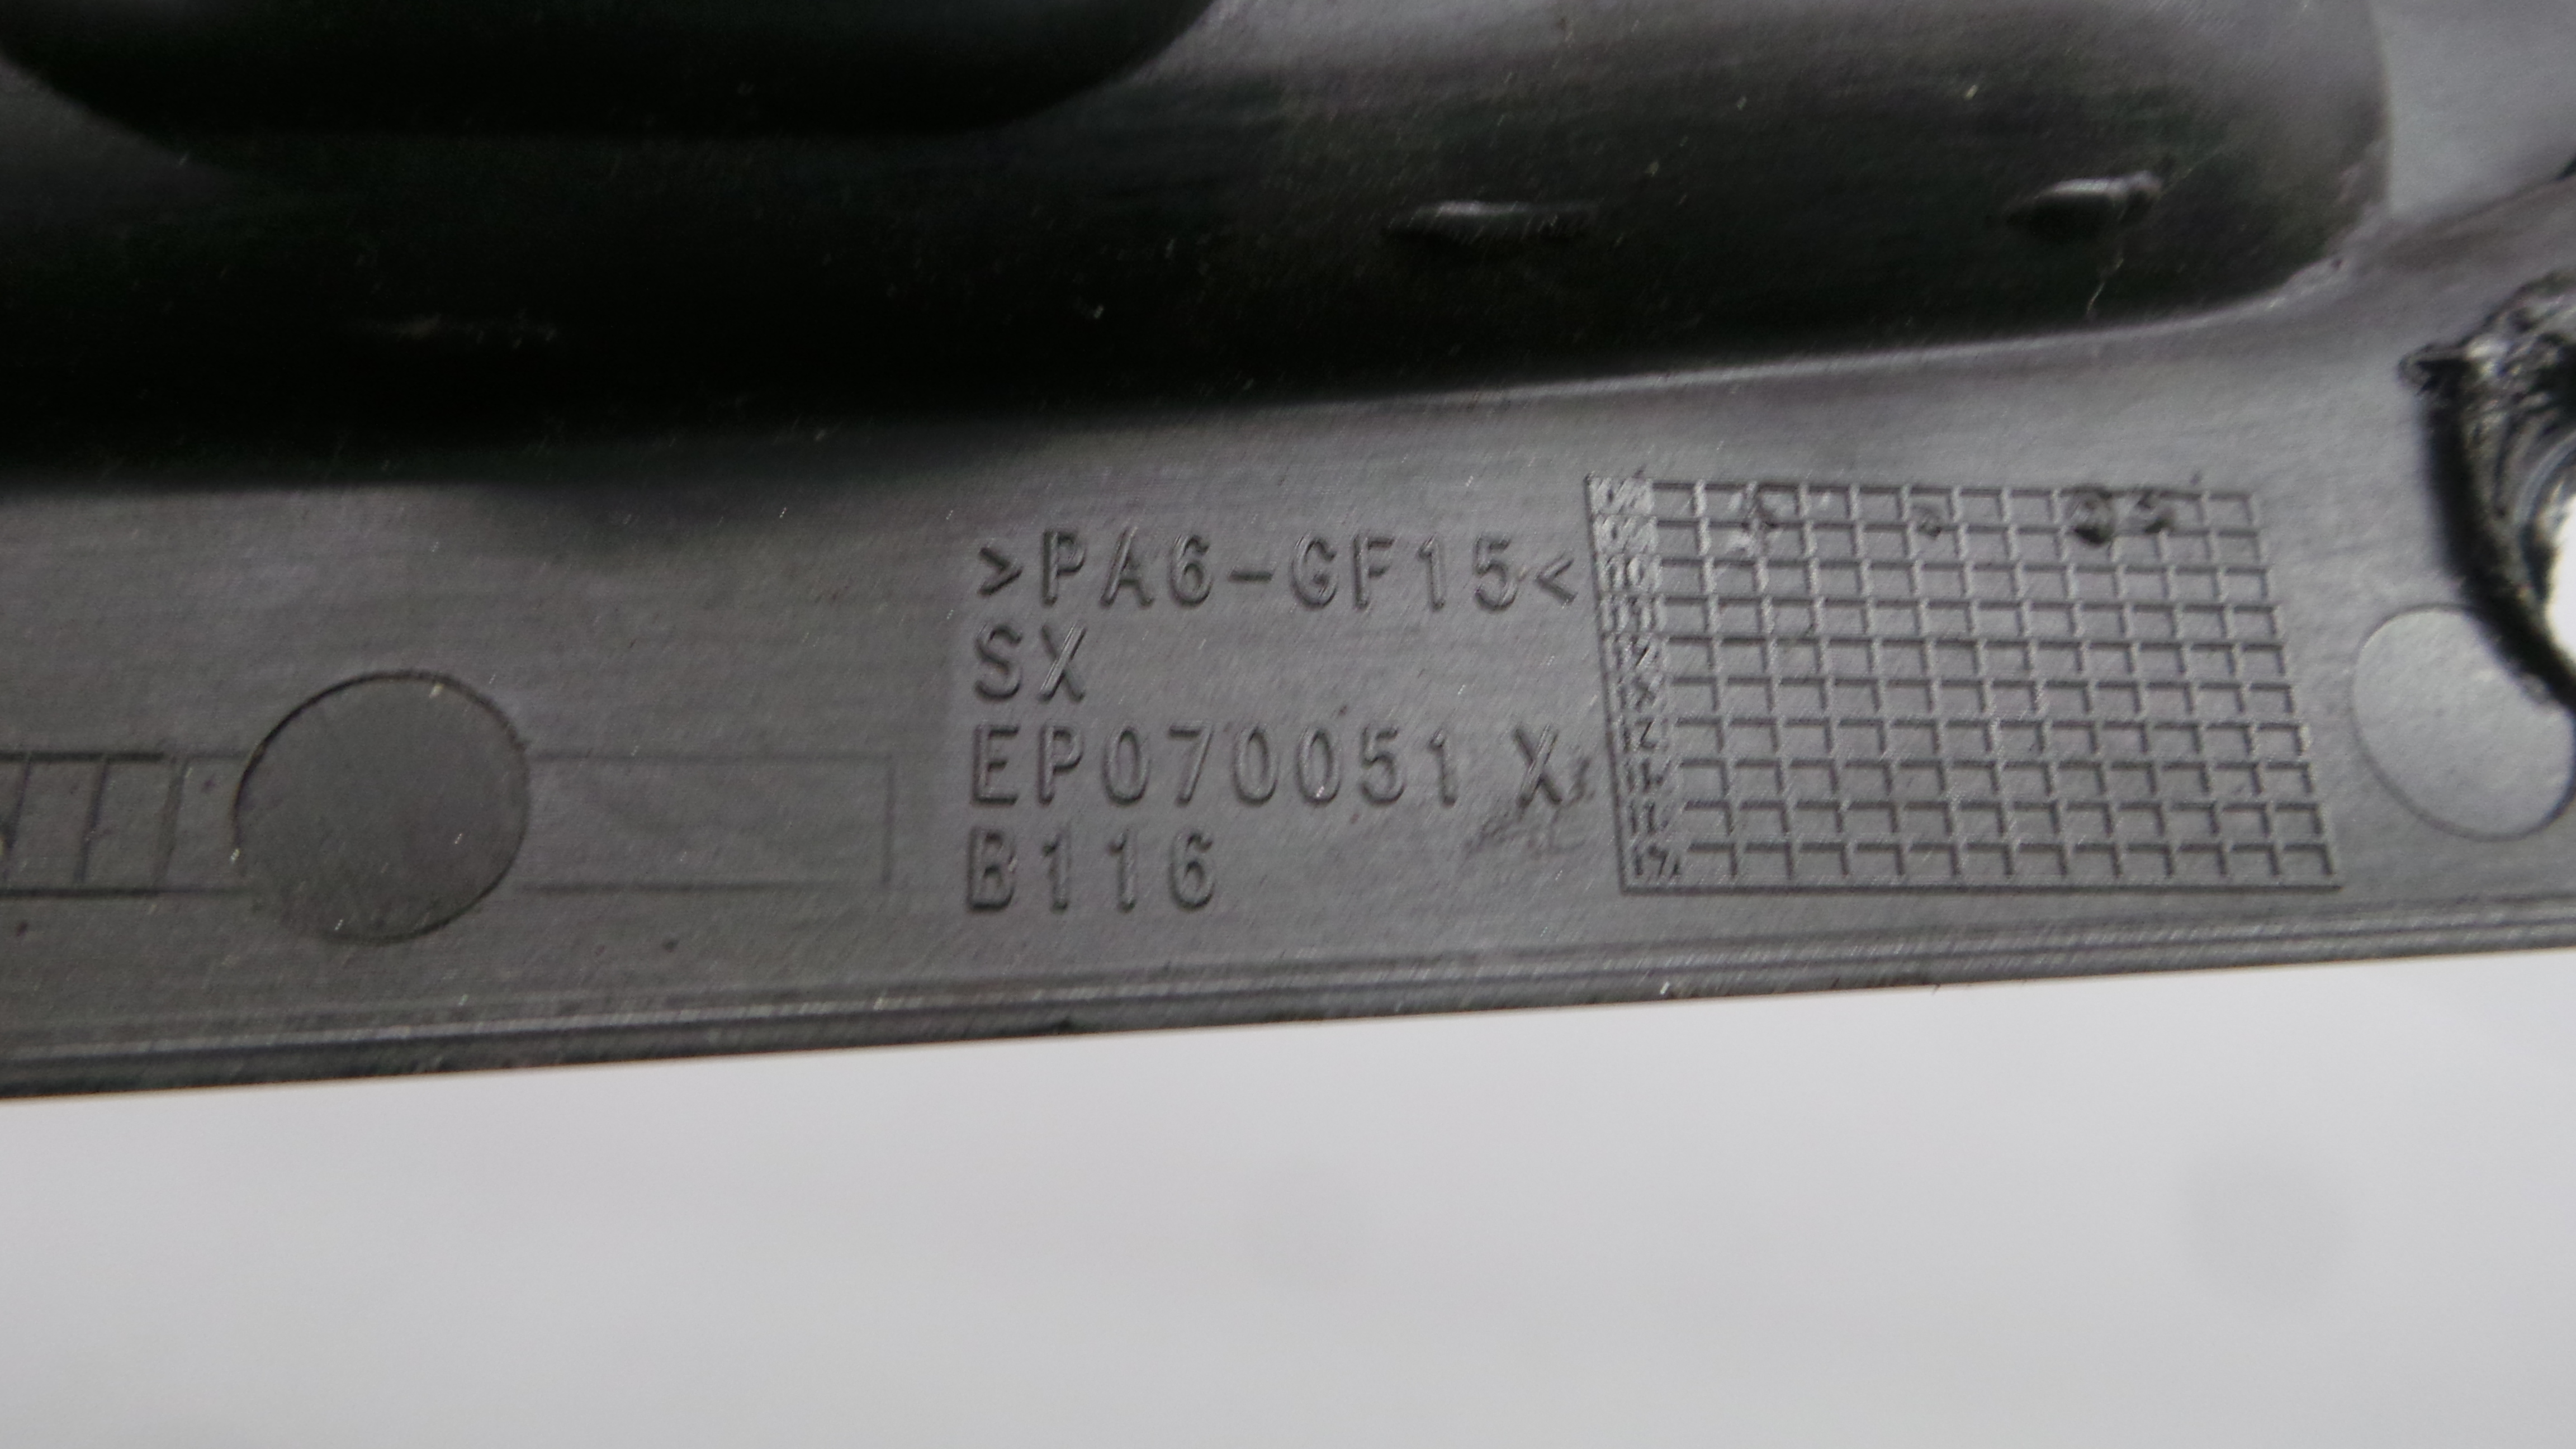 >PA6-GF15<
SX
EP070051 X
B116